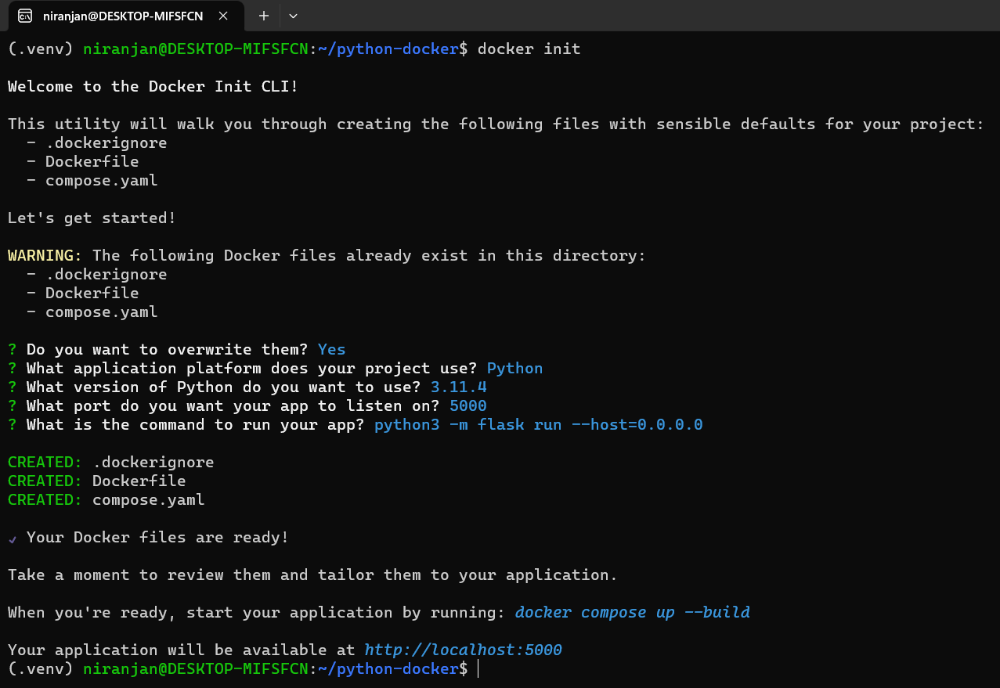 niranjan@DESKTOP-MIFSFCN
(.venv) niranjan@DESKTOP-MIFSFCN:~/python-docker$ docker init
Welcome to the Docker Init CLI!
This utility will walk you through creating the following files with sensible defaults for your project:
- .dockerignore
- Dockerfile
- compose.yaml
Let's get started!
WARNING: The following Docker files already exist in this directory:
- .dockerignore
- Dockerfile
- compose.yaml
? Do you want to overwrite them? Yes
? What application platform does your project use? Python
? What version of Python do you want to use? 3.11.4
? What port do you want your app to listen on? 5000
? What is the command to run your app? python3 -m flask run --host=0.0.0.0
CREATED: .dockerignore
CREATED: Dockerfile
CREATED: compose.yaml
✓ Your Docker files are ready!
Take a moment to review them and tailor them to your application.
When you're ready, start your application by running: docker compose up --build
Your application will be available at http://localhost:5000
(.venv) niranjan@DESKTOP-MIFSFCN:~/python-docker$